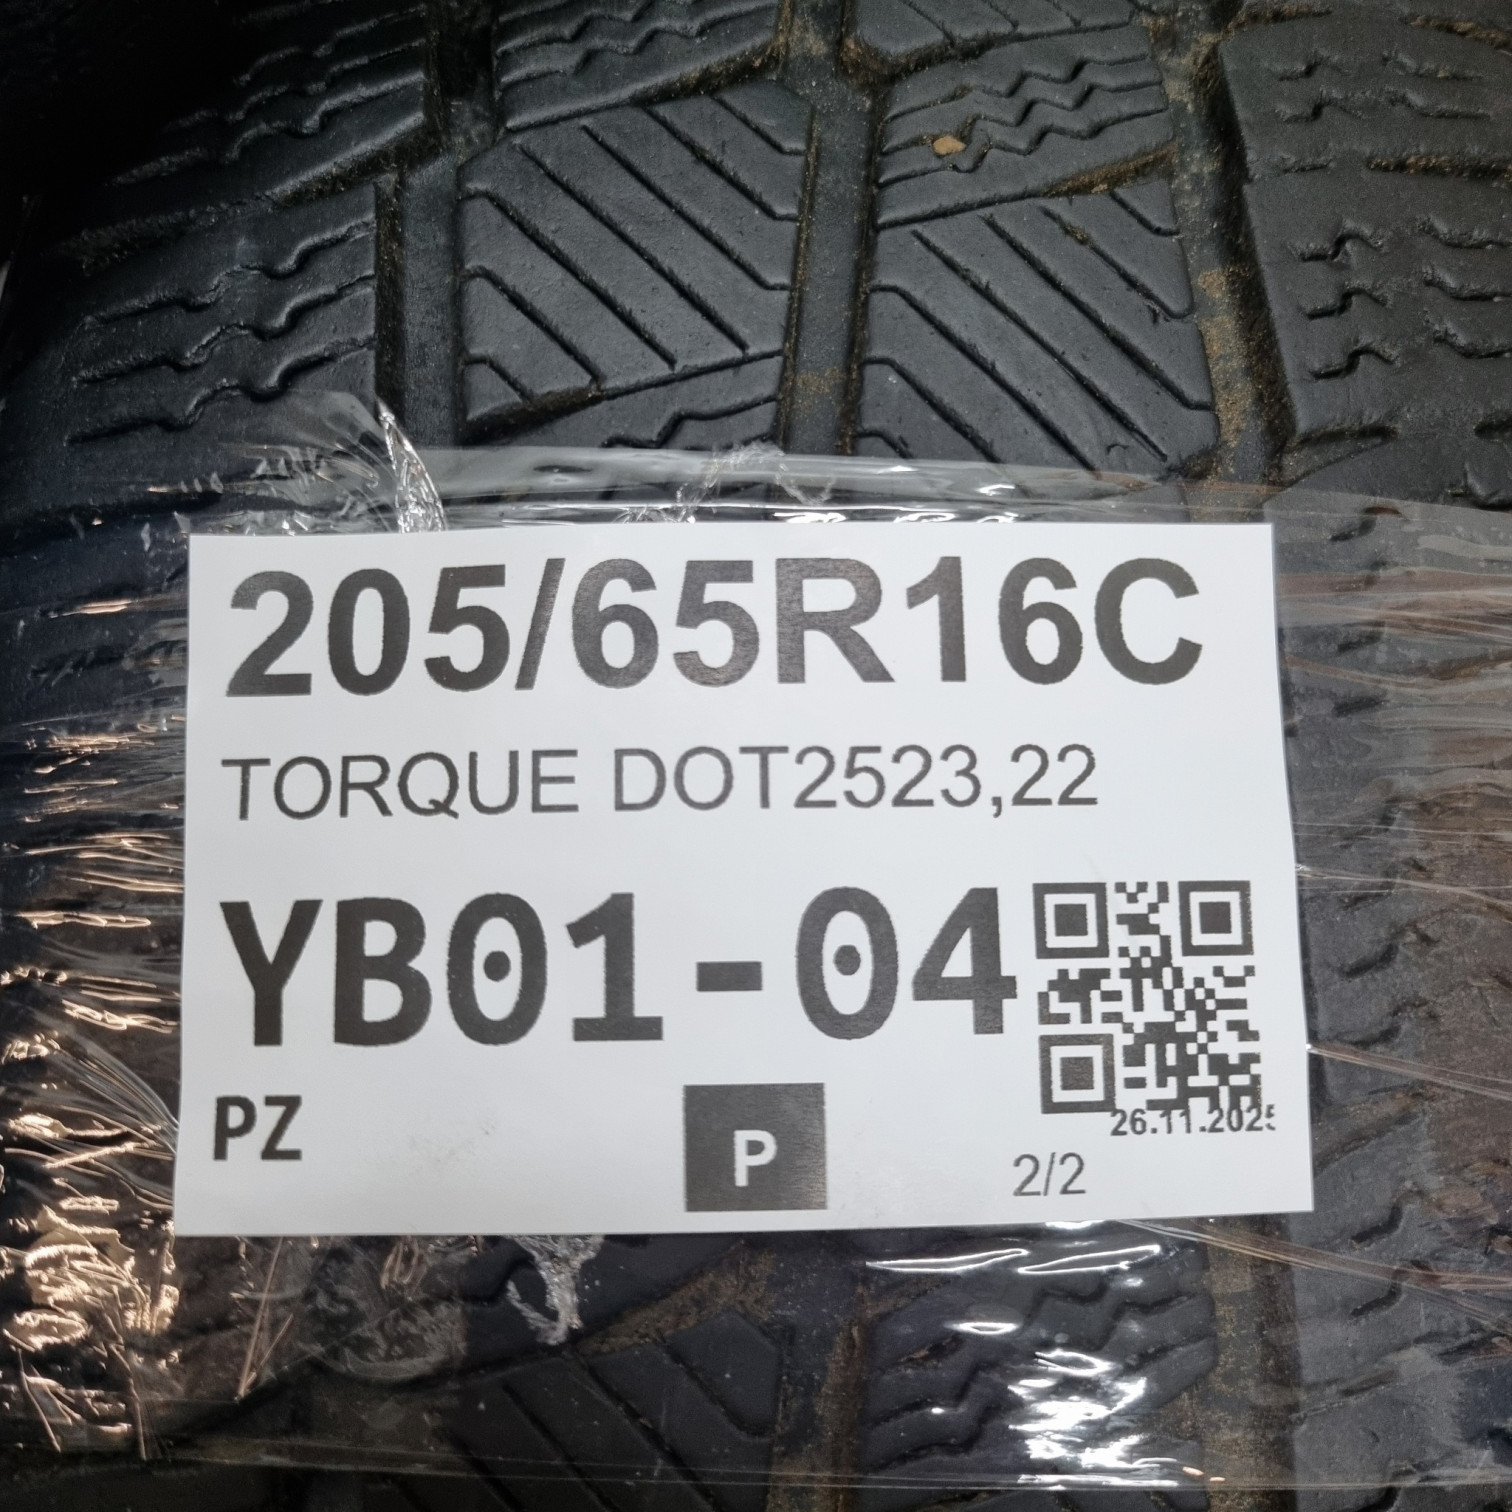 205/65R16C
TORQUE DOT2523,22
YB01-04
26.11.2025
PZ
P
2/2